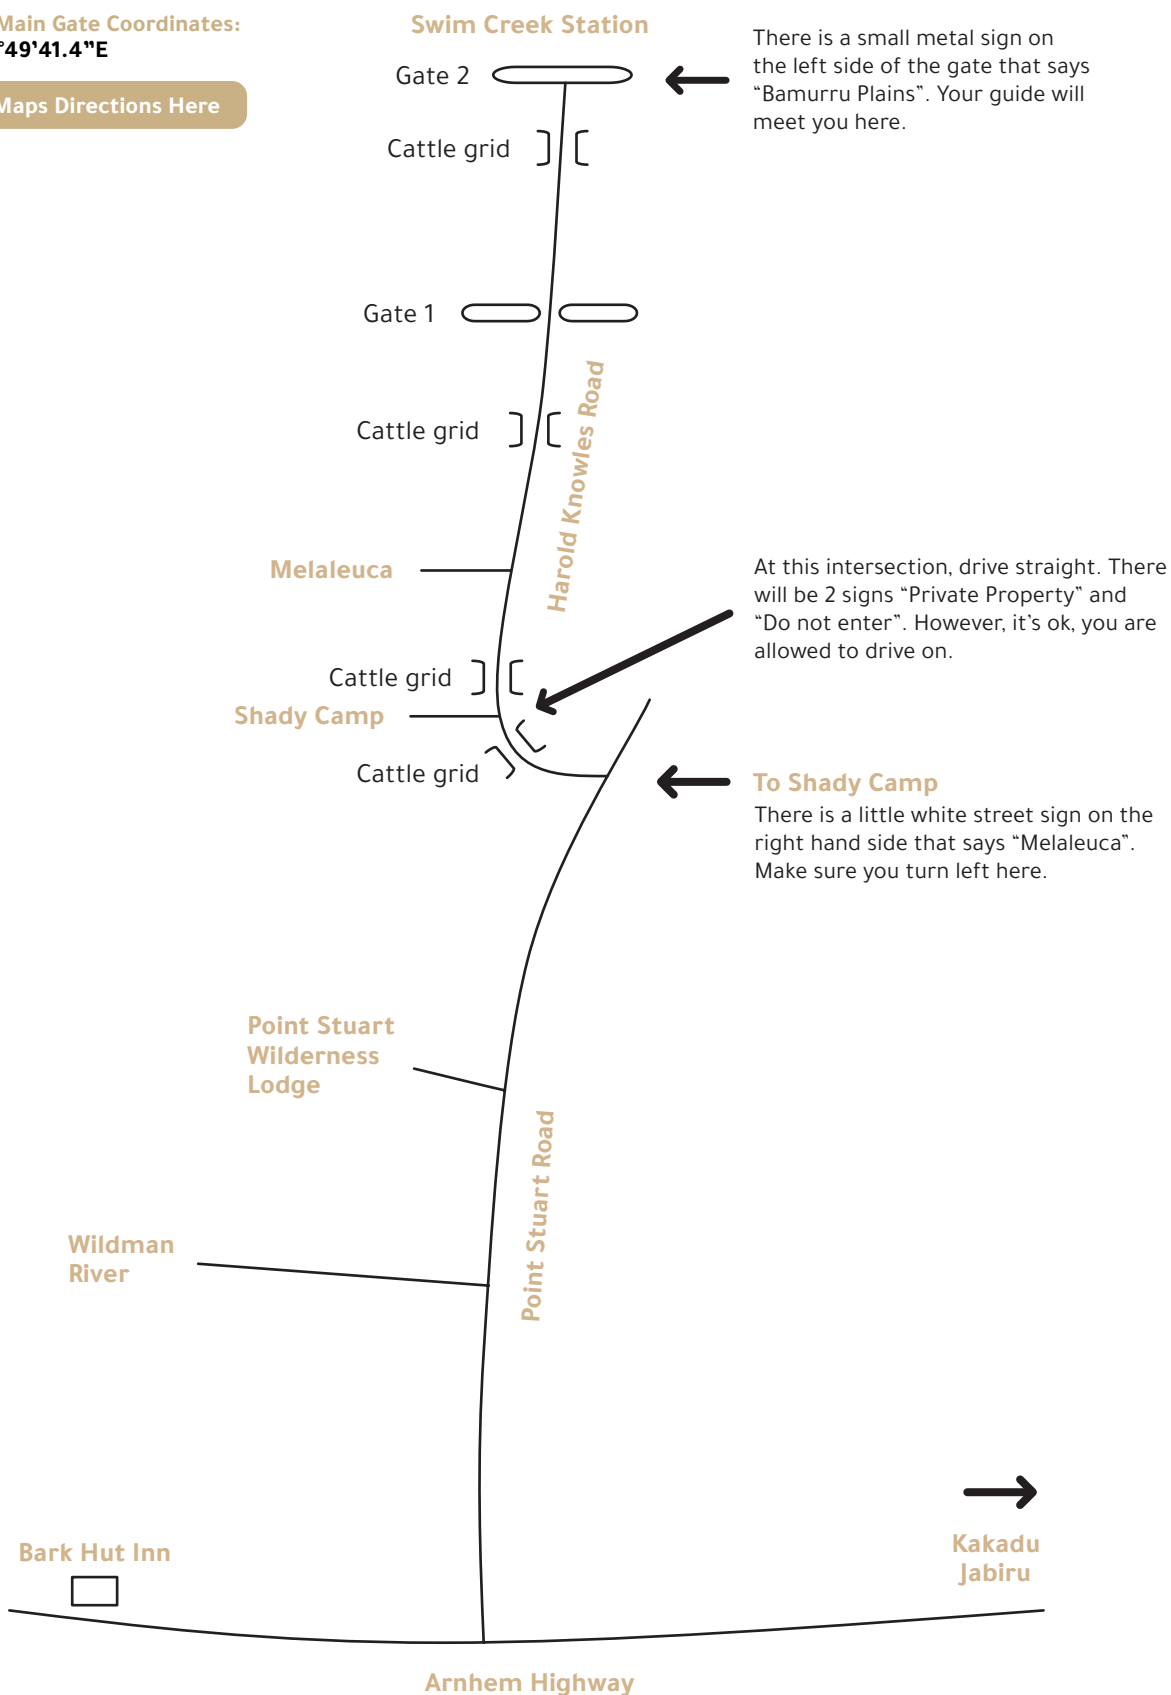 Main Gate Coordinates:
°49’41.4”E
Maps Directions Here
Swim Creek Station
Gate 2
There is a small metal sign on
the left side of the gate that says
“Bamurru Plains”. Your guide will
meet you here.
Cattle grid
Gate 1
Cattle grid
Harold Knowles Road
Melaleuca
At this intersection, drive straight. There
will be 2 signs “Private Property” and
“Do not enter”. However, it’s ok, you are
allowed to drive on.
Cattle grid
Shady Camp
Cattle grid
To Shady Camp
There is a little white street sign on the
right hand side that says “Melaleuca”.
Make sure you turn left here.
Point Stuart
Wilderness
Lodge
Point Stuart Road
Wildman
River
Bark Hut Inn
Kakadu
Jabiru
Arnhem Highway